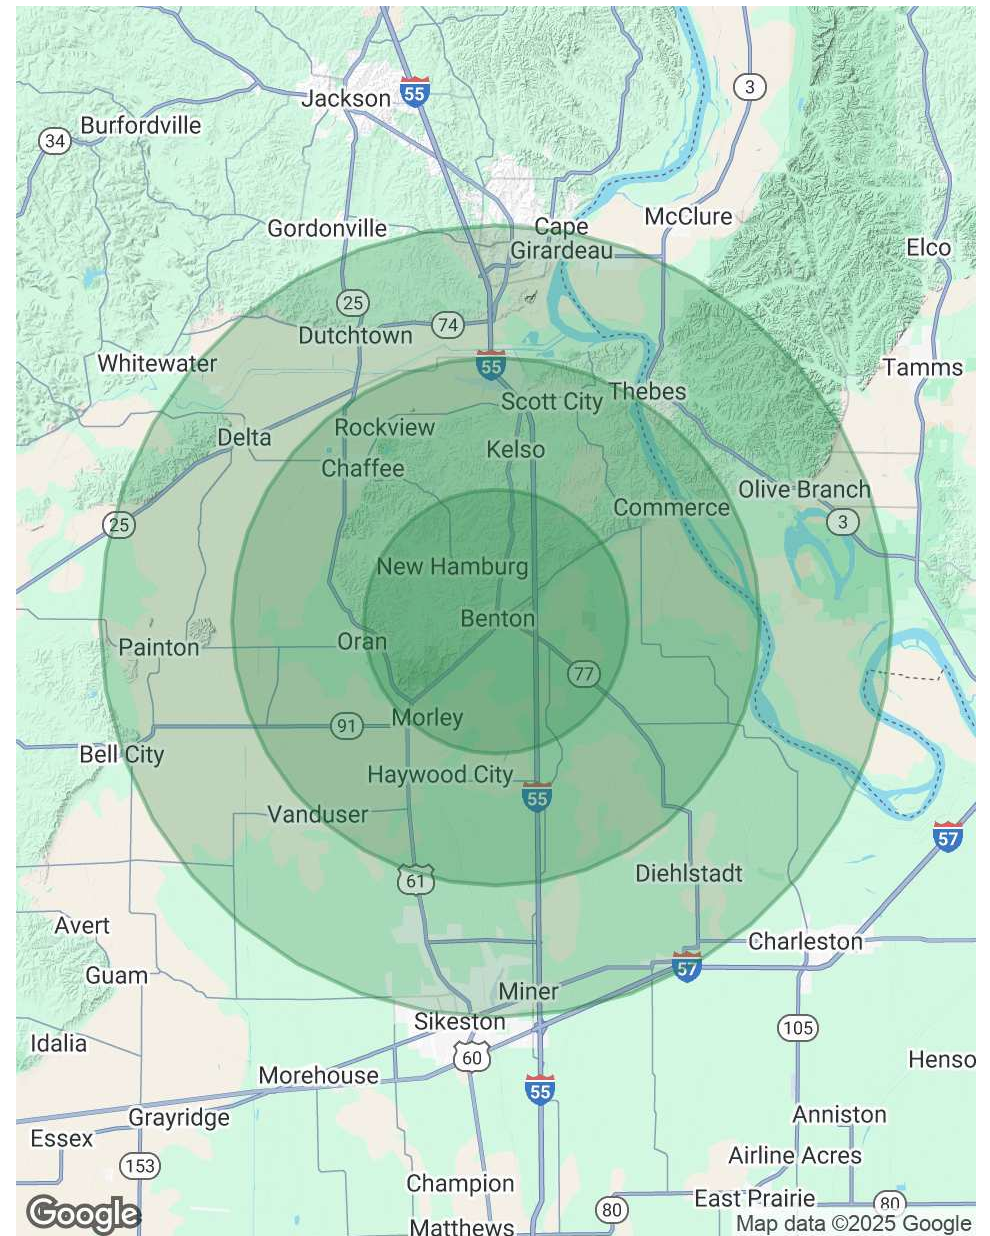 55
3
Jackson
Burfordville
34
McClure
Gordonville
Cape
Girardeau
Elco
25
74
Dutchtown
Whitewater
55
Tamms
Thebes
Scott City
Rockview
Delta
Kelso
Chaffee
Olive Branch
Commerce
25
3
New Hamburg
Benton
Oran
Painton
77
Morley
91
Bell City
Haywood City
55
Vanduser
57
Diehlstadt
61
Avert
Charleston
57
Guam
Miner
Sikeston
105
Idalia
60
Henso
Morehouse
55
Grayridge
Anniston
Essex
Airline Acres
153
Champion
East Prairie
80
80
Google
Map data ©2025 Google
Matthews